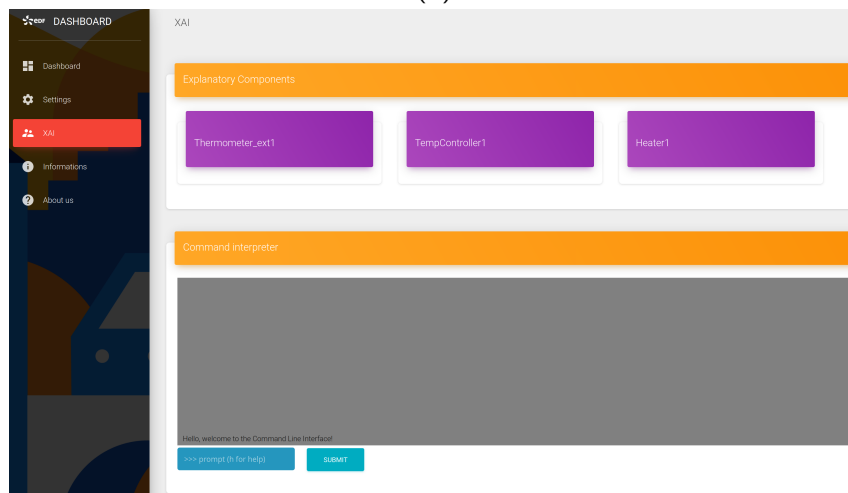 edf DASHBOARD
XAI
Dashboard
Settings
XAI
Informations
About us
Explanatory Components
Thermometer_ext1
TempController1
Heater1
Command interpreter
Hello, welcome to the Command Line Interface!
>>> prompt (h for help)
SUBMIT